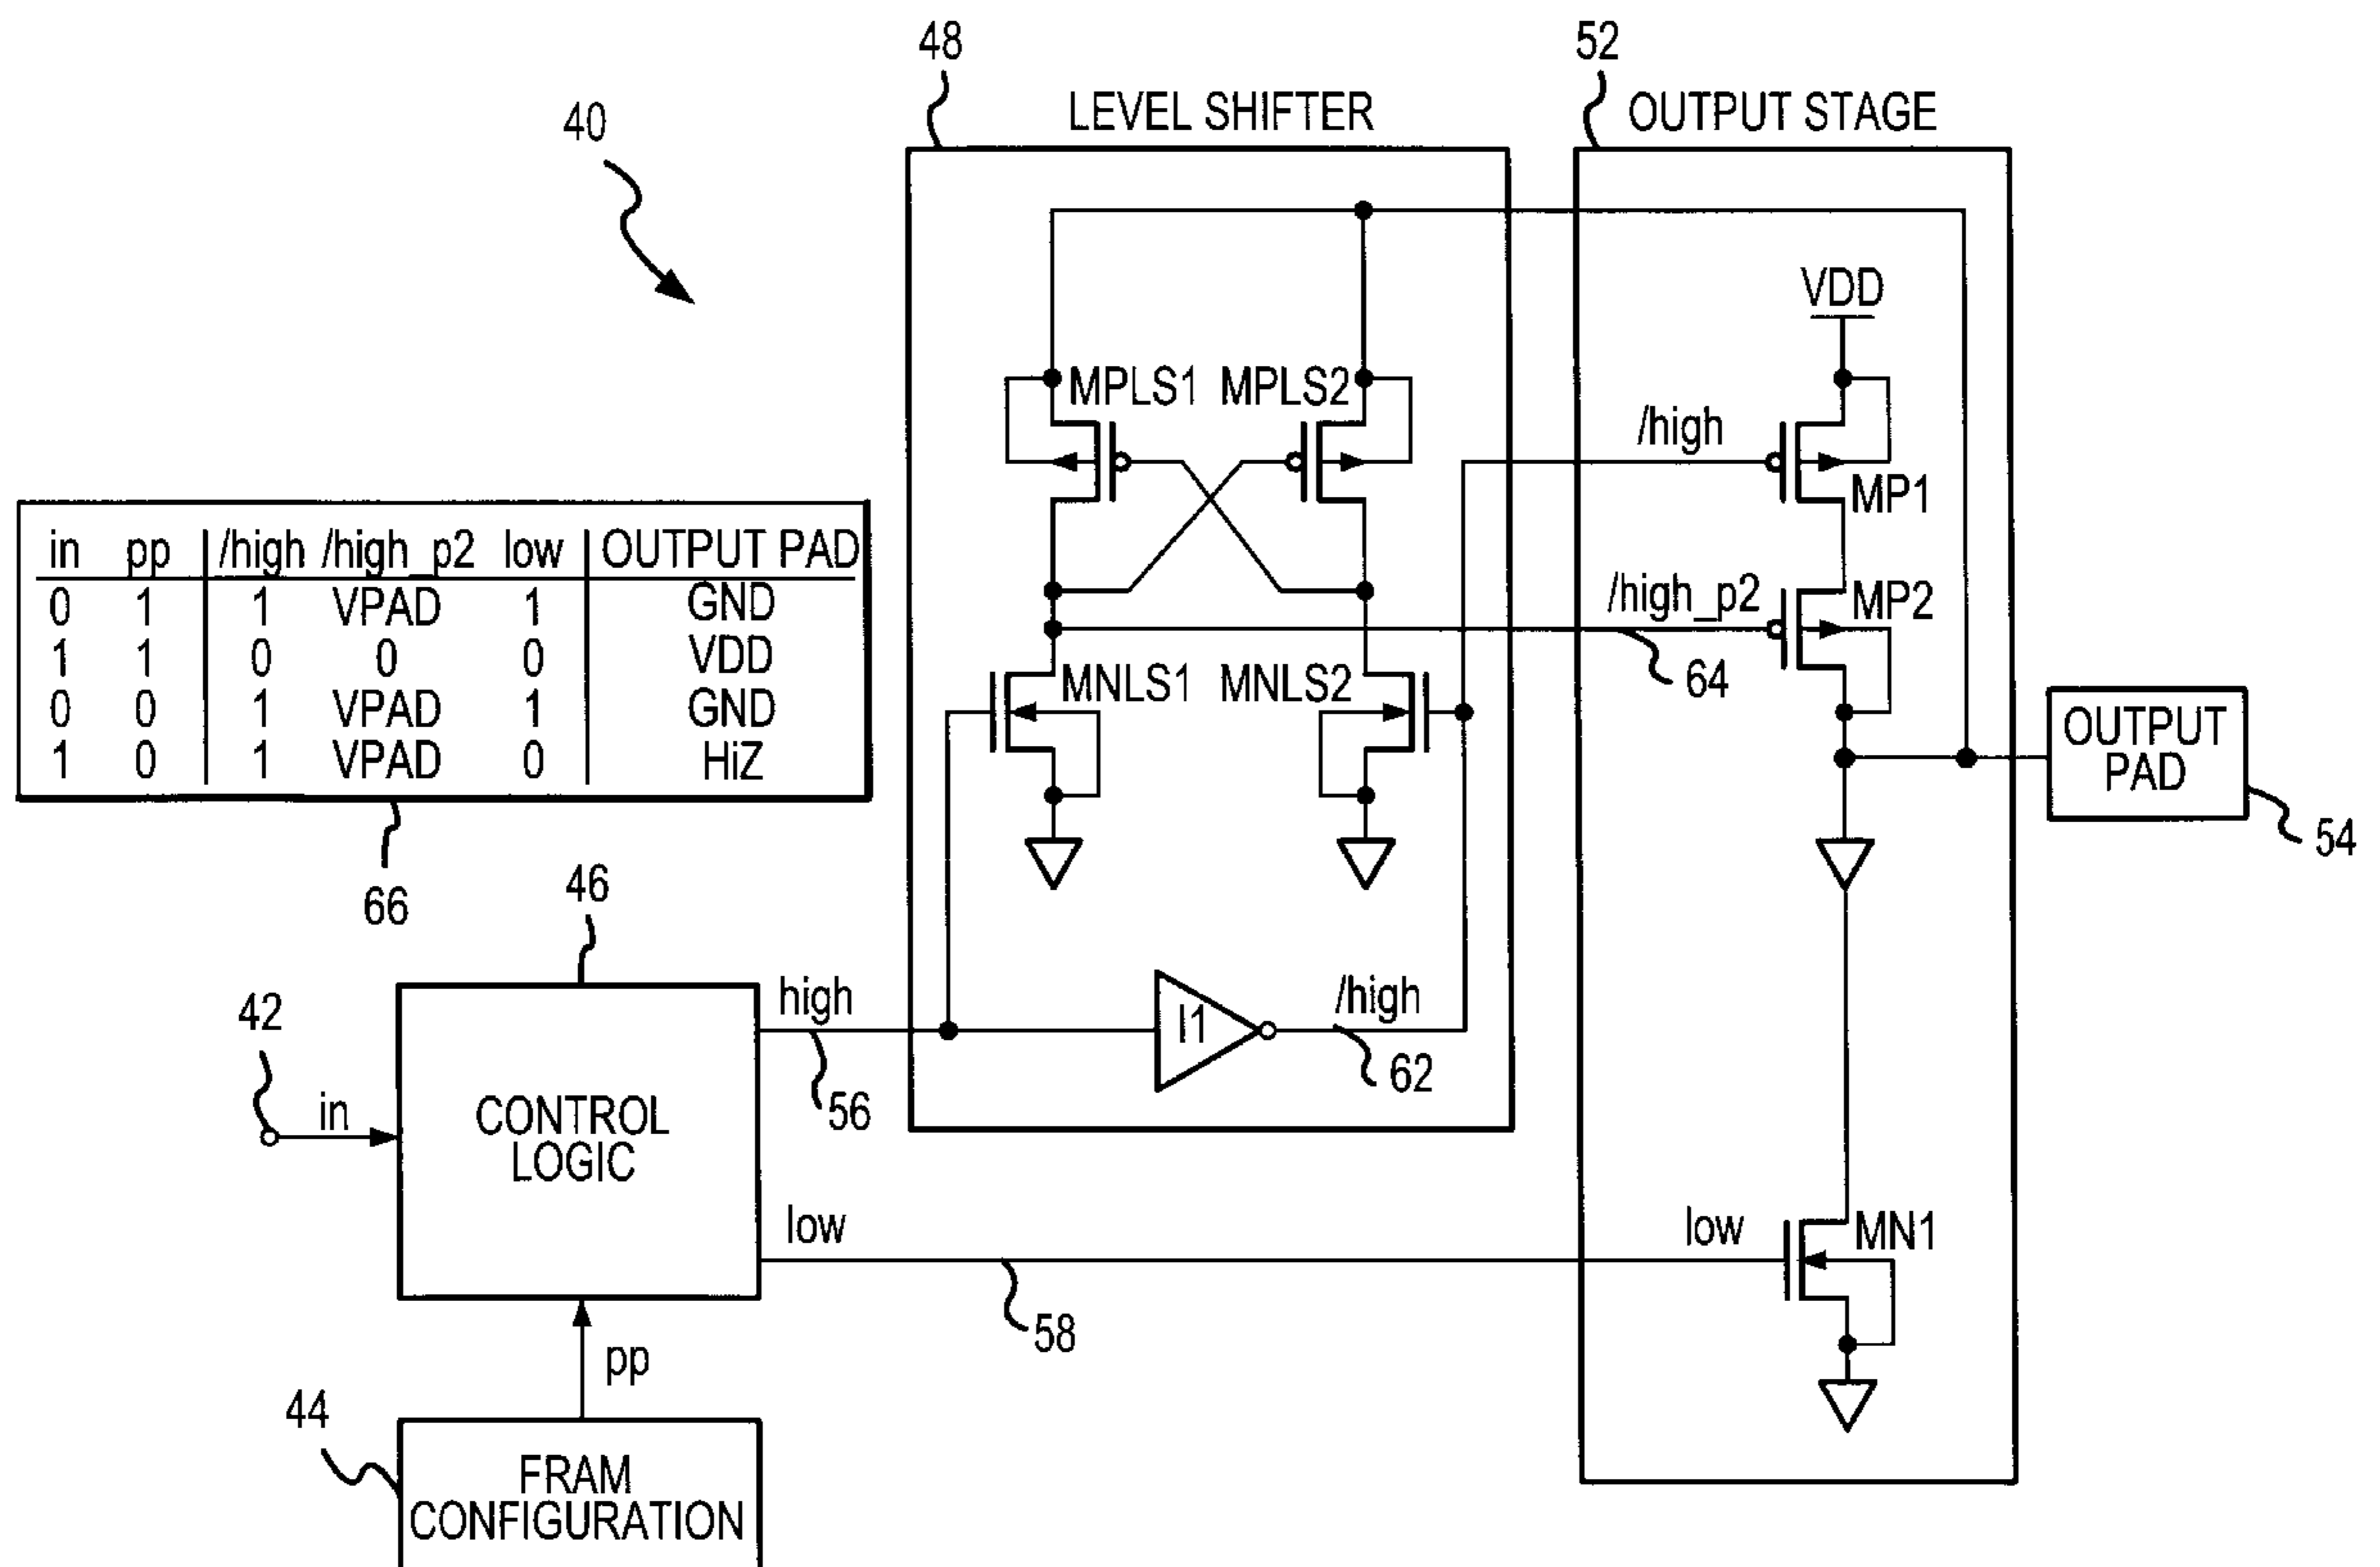 48
52
LEVEL SHIFTER
OUTPUT STAGE
40
VDD
MPLS1 MPLS2
/high
MP1
in pp /high /high_p2 low OUTPUT PAD
0 1 1 VPAD 1 GND
1 1 0 0 0 VDD
0 0 1 VPAD 1 GND
1 0 1 VPAD 0 HiZ
66
/high_p2
MP2
64
MNLS1 MNLS2
OUTPUT
PAD
54
46
42
in
CONTROL
LOGIC
high
56
I1
/high
62
low
58
low
MN1
pp
44
FRAM
CONFIGURATION